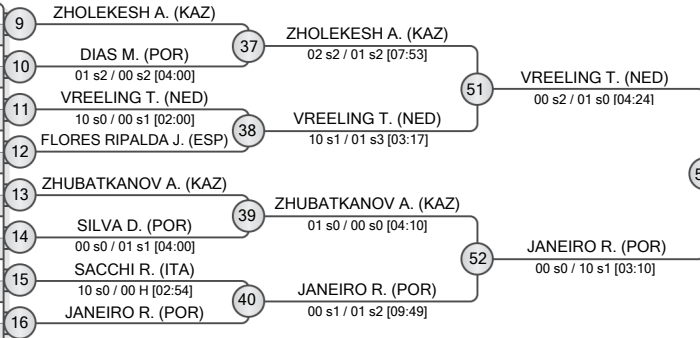 9
ZHOLEKESH A. (KAZ)
10
DIAS M. (POR)
01 s2 / 00 s2 [04:00]
37
ZHOLEKESH A. (KAZ)
02 s2 / 01 s2 [07:53]
11
VREELING T. (NED)
10 s0 / 00 s1 [02:00]
12
FLORES RIPALDA J. (ESP)
38
VREELING T. (NED)
10 s1 / 01 s3 [03:17]
51
VREELING T. (NED)
00 s2 / 01 s0 [04:24]
13
ZHUBATKANOV A. (KAZ)
14
SILVA D. (POR)
00 s0 / 01 s1 [04:00]
39
ZHUBATKANOV A. (KAZ)
01 s0 / 00 s0 [04:10]
15
SACCHI R. (ITA)
10 s0 / 00 H [02:54]
16
JANEIRO R. (POR)
40
JANEIRO R. (POR)
00 s1 / 01 s2 [09:49]
52
JANEIRO R. (POR)
00 s0 / 10 s1 [03:10]